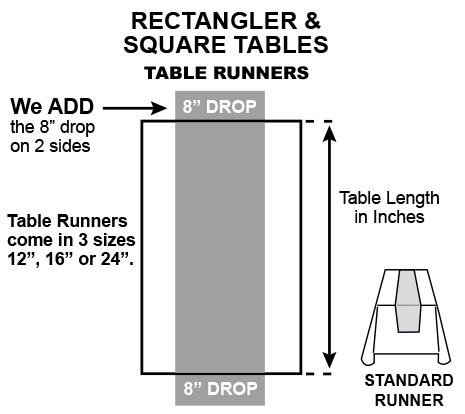 RECTANGLER &
SQUARE TABLES
TABLE RUNNERS
8” DROP
We ADD
the 8” drop
on 2 sides
Table Length
in Inches
Table Runners
come in 3 sizes
12”, 16” or 24”.
8” DROP
STANDARD
RUNNER